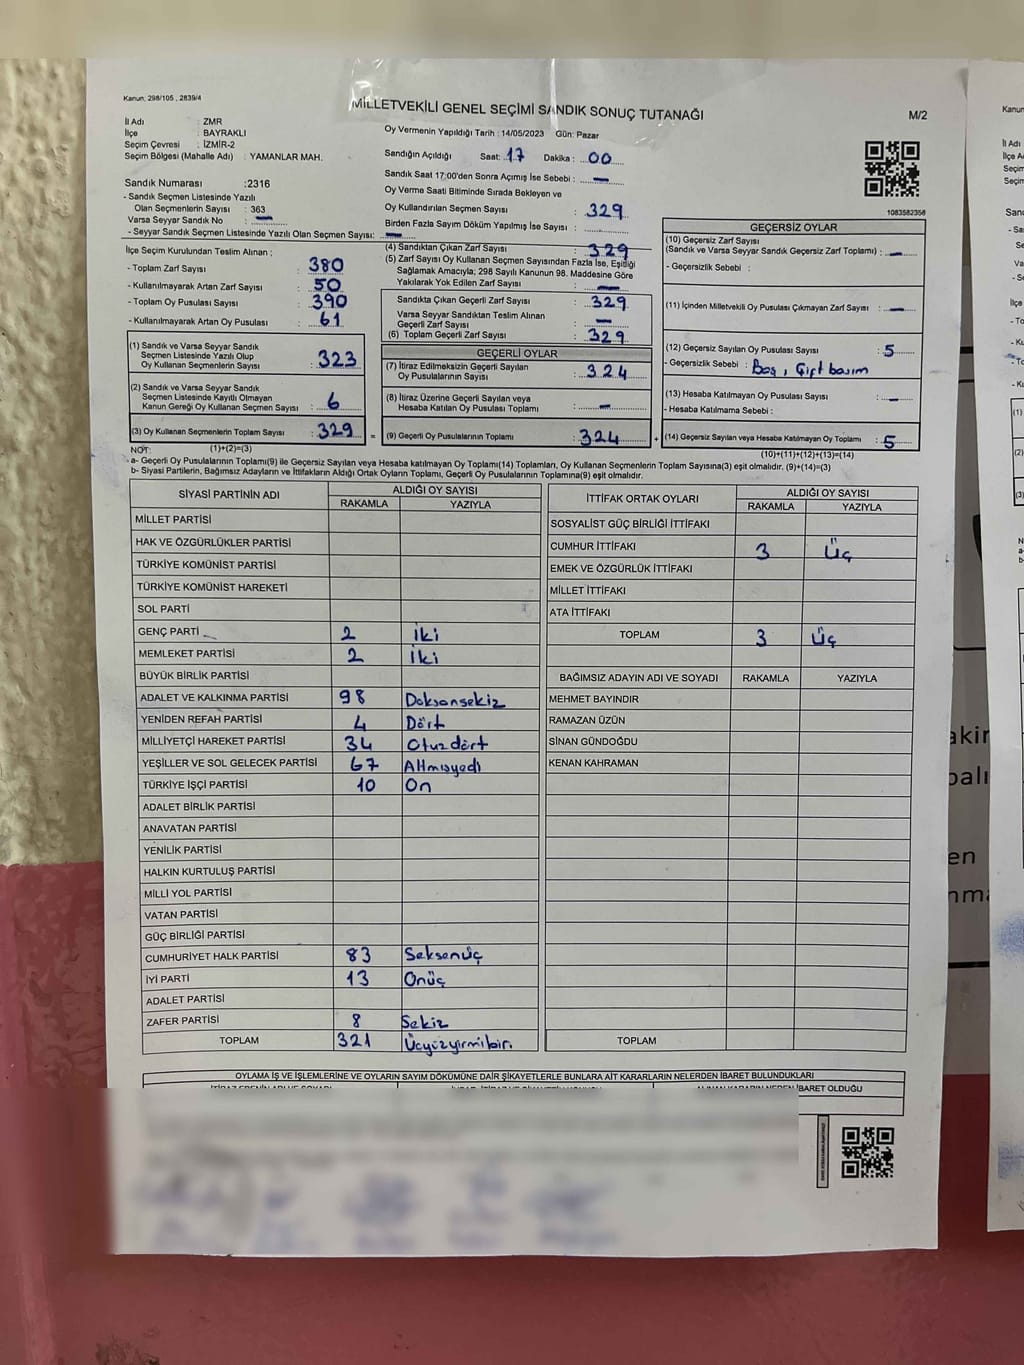 Kanun; 298/105 , 2839/4
MİLLETVEKİLİ GENEL SEÇİMİ SANDIK SONUÇ TUTANAĞI
M/2
İl Adı : ZMR
İlçe : BAYRAKLI
Seçim Çevresi : İZMİR-2
Seçim Bölgesi (Mahalle Adı) : YAMANLAR MAH.
Sandık Numarası :2316
- Sandık Seçmen Listesinde Yazılı
Olan Seçmenlerin Sayısı : 363
Varsa Seyyar Sandık No : —
- Seyyar Sandık Seçmen Listesinde Yazılı Olan Seçmen Sayısı: —
Oy Vermenin Yapıldığı Tarih : 14/05/2023 Gün: Pazar
Sandığın Açıldığı Saat: 17 Dakika : 00
Sandık Saat 17:00'den Sonra Açımış İse Sebebi : —
Oy Verme Saati Bitiminde Sırada Bekleyen ve
Oy Kullandırılan Seçmen Sayısı : 329
Birden Fazla Sayım Döküm Yapılmış İse Sayısı :
1083582356
İlçe Seçim Kurulundan Teslim Alınan ;
- Toplam Zarf Sayısı : 380
- Kullanılmayarak Artan Zarf Sayısı : 50
- Toplam Oy Pusulası Sayısı : 390
- Kullanılmayarak Artan Oy Pusulası : 61
(1) Sandık ve Varsa Seyyar Sandık
Seçmen Listesinde Yazılı Olup
Oy Kullanan Seçmenlerin Sayısı : 323
(2) Sandık ve Varsa Seyyar Sandık
Seçmen Listesinde Kayıtlı Olmayan
Kanun Gereği Oy Kullanan Seçmen Sayısı : 6
(3) Oy Kullanan Seçmenlerin Toplam Sayısı : 329
(4) Sandıktan Çıkan Zarf Sayısı : 329
(5) Zarf Sayısı Oy Kullanan Seçmen Sayısından Fazla İse, Eşitliği
Sağlamak Amacıyla; 298 Sayılı Kanunun 98. Maddesine Göre
Yakılarak Yok Edilen Zarf Sayısı : —
Sandıkta Çıkan Geçerli Zarf Sayısı : 329
Varsa Seyyar Sandıktan Teslim Alınan
Geçerli Zarf Sayısı : —
(6) Toplam Geçerli Zarf Sayısı : 329
GEÇERLİ OYLAR
(7) İtiraz Edilmeksizin Geçerli Sayılan
Oy Pusulalarının Sayısı : 324
(8) İtiraz Üzerine Geçerli Sayılan veya
Hesaba Katılan Oy Pusulası Toplamı : —
= (9) Geçerli Oy Pusulalarının Toplamı : 324 +
GEÇERSİZ OYLAR
(10) Geçersiz Zarf Sayısı
(Sandık ve Varsa Seyyar Sandık Geçersiz Zarf Toplamı) : —
- Geçersizlik Sebebi :
(11) İçinden Milletvekili Oy Pusulası Çıkmayan Zarf Sayısı : —
(12) Geçersiz Sayılan Oy Pusulası Sayısı : 5
- Geçersizlik Sebebi : Boş, Çift basım
(13) Hesaba Katılmayan Oy Pusulası Sayısı : —
- Hesaba Katılmama Sebebi :
(14) Geçersiz Sayılan veya Hesaba Katılmayan Oy Toplamı : 5
NOT: (1)+(2)=(3)
(10)+(11)+(12)+(13)=(14)
a- Geçerli Oy Pusulalarının Toplamı(9) ile Geçersiz Sayılan veya Hesaba katılmayan Oy Toplamı(14) Toplamları, Oy Kullanan Seçmenlerin Toplam Sayısına(3) eşit olmalıdır. (9)+(14)=(3)
b- Siyasi Partilerin, Bağımsız Adayların ve İttifakların Aldığı Oyların Toplamı, Geçerli Oy Pusulalarının Toplamına(9) eşit olmalıdır.
SİYASİ PARTİNİN ADI ALDIĞI OY SAYISI
RAKAMLA YAZIYLA
MİLLET PARTİSİ
HAK VE ÖZGÜRLÜKLER PARTİSİ
TÜRKİYE KOMÜNİST PARTİSİ
TÜRKİYE KOMÜNİST HAREKETİ
SOL PARTİ
GENÇ PARTİ 2 İki
MEMLEKET PARTİSİ 2 İki
BÜYÜK BİRLİK PARTİSİ
ADALET VE KALKINMA PARTİSİ 98 Doksansekiz
YENİDEN REFAH PARTİSİ 4 Dört
MİLLİYETÇİ HAREKET PARTİSİ 34 Otuzdört
YEŞİLLER VE SOL GELECEK PARTİSİ 67 Altmışyedi
TÜRKİYE İŞÇİ PARTİSİ 10 On
ADALET BİRLİK PARTİSİ
ANAVATAN PARTİSİ
YENİLİK PARTİSİ
HALKIN KURTULUŞ PARTİSİ
MİLLİ YOL PARTİSİ
VATAN PARTİSİ
GÜÇ BİRLİĞİ PARTİSİ
CUMHURİYET HALK PARTİSİ 83 Seksenüç
İYİ PARTİ 13 Onüç
ADALET PARTİSİ
ZAFER PARTİSİ 8 Sekiz
TOPLAM 321 Üçyüzyirmibir.
İTTİFAK ORTAK OYLARI ALDIĞI OY SAYISI
RAKAMLA YAZIYLA
SOSYALİST GÜÇ BİRLİĞİ İTTİFAKI
CUMHUR İTTİFAKI 3 Üç
EMEK VE ÖZGÜRLÜK İTTİFAKI
MİLLET İTTİFAKI
ATA İTTİFAKI
TOPLAM 3 Üç
BAĞIMSIZ ADAYIN ADI VE SOYADI RAKAMLA YAZIYLA
MEHMET BAYINDIR
RAMAZAN ÜZÜN
SİNAN GÜNDOĞDU
KENAN KAHRAMAN
TOPLAM
OYLAMA İŞ VE İŞLEMLERİNE VE OYLARIN SAYIM DÖKÜMÜNE DAİR ŞİKAYETLERLE BUNLARA AİT KARARLARIN NELERDEN İBARET BULUNDUKLARI
İBARET OLDUĞU